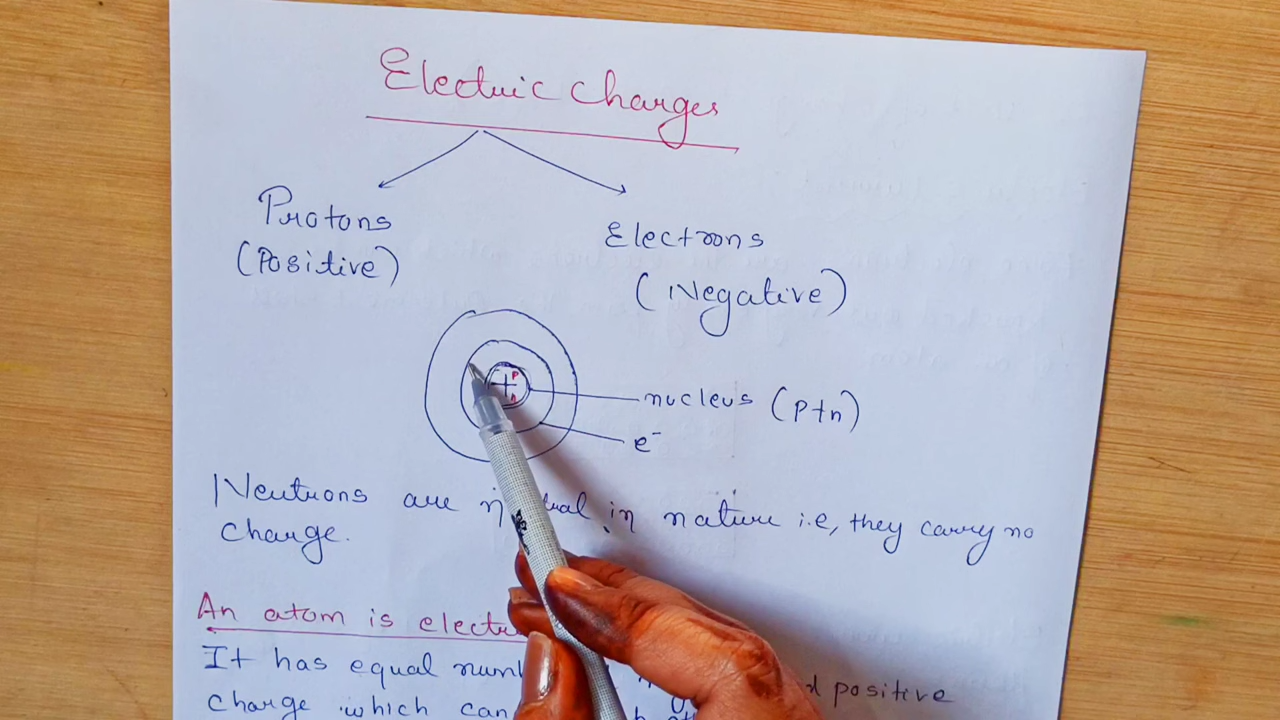 Electric Charges
Protons
(Positive)
Electrons
(Negative)
+
P
n
nucleus (P+n)
e⁻
Neutrons are in nature i.e, they carry no
charge.
An atom is
It has equal positive
charge which can